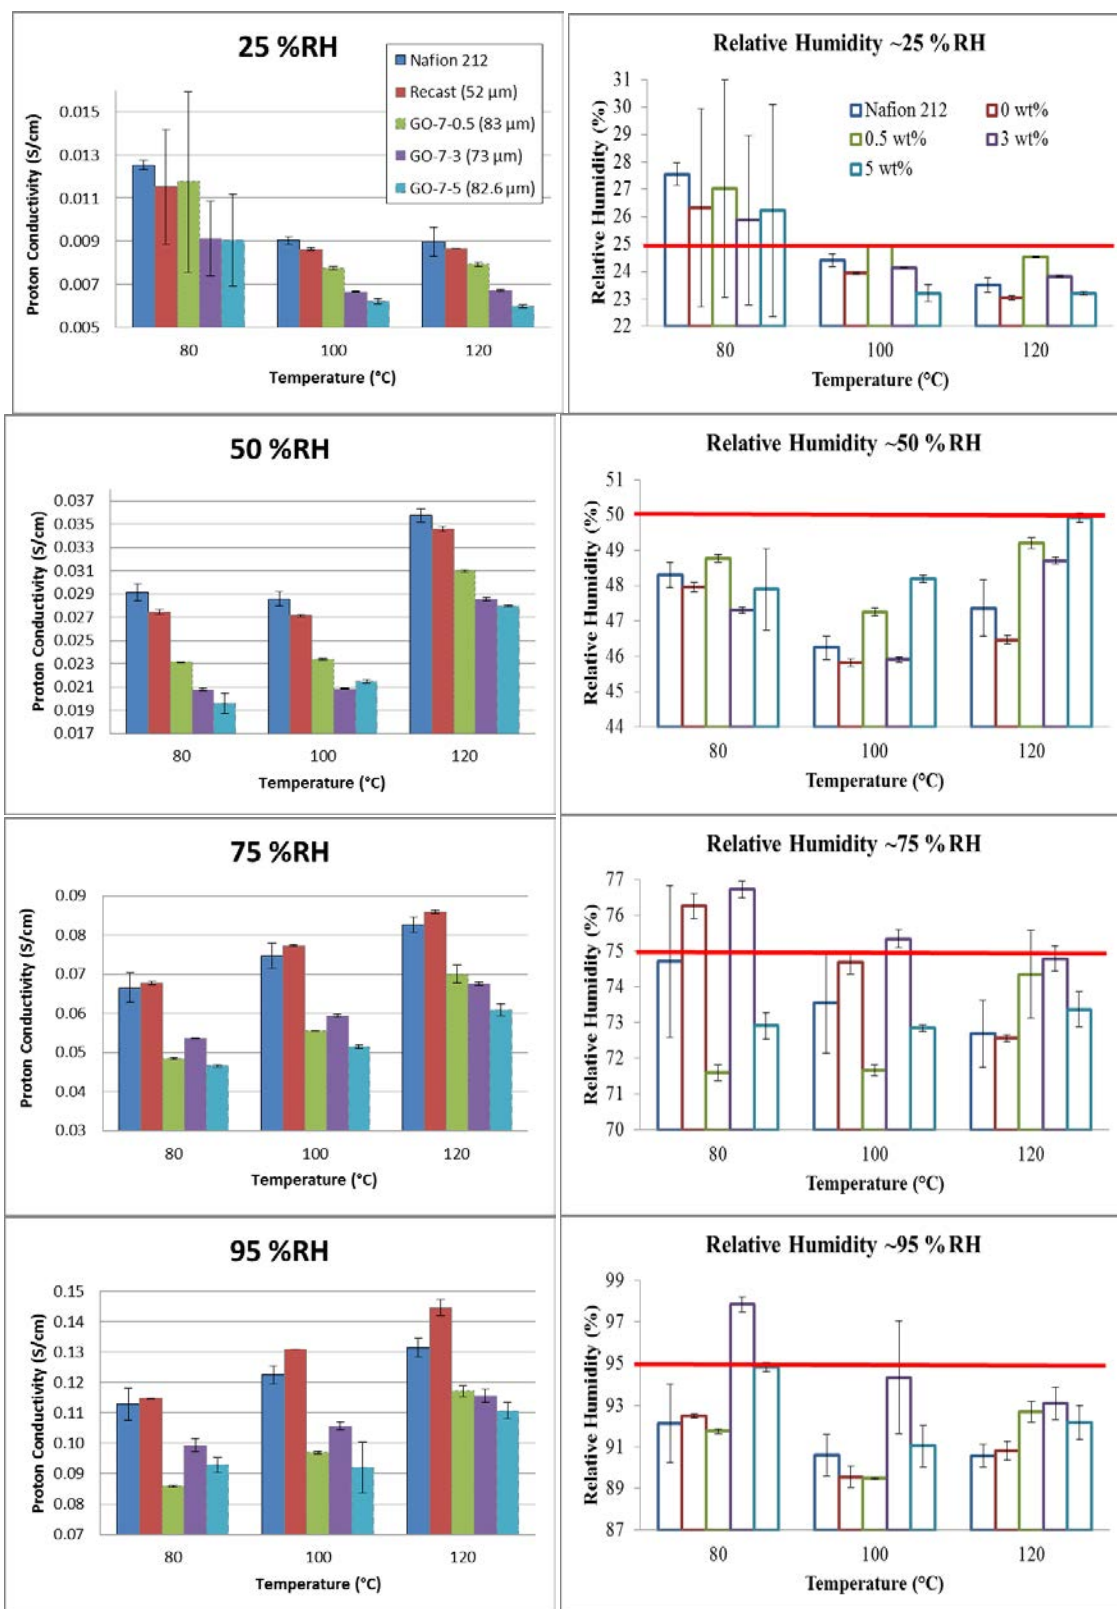 25 %RH
Nafion 212
Recast (52 µm)
GO-7-0.5 (83 µm)
GO-7-3 (73 µm)
GO-7-5 (82.6 µm)
Proton Conductivity (S/cm)
0.015
0.013
0.011
0.009
0.007
0.005
80 100 120
Temperature (°C)
Relative Humidity ~25 %RH
Nafion 212 0 wt%
0.5 wt% 3 wt%
5 wt%
Relative Humidity (%)
31
30
29
28
27
26
25
24
23
22
80 100 120
Temperature (°C)
50 %RH
Proton Conductivity (S/cm)
0.037
0.035
0.033
0.031
0.029
0.027
0.025
0.023
0.021
0.019
0.017
80 100 120
Temperature (°C)
Relative Humidity ~50 %RH
Relative Humidity (%)
51
50
49
48
47
46
45
44
80 100 120
Temperature (°C)
75 %RH
Proton Conductivity (S/cm)
0.09
0.08
0.07
0.06
0.05
0.04
0.03
80 100 120
Temperature (°C)
Relative Humidity ~75 %RH
Relative Humidity (%)
77
76
75
74
73
72
71
70
80 100 120
Temperature (°C)
95 %RH
Proton Conductivity (S/cm)
0.15
0.14
0.13
0.12
0.11
0.10
0.09
0.08
0.07
80 100 120
Temperature (°C)
Relative Humidity ~95 %RH
Relative Humidity (%)
99
97
95
93
91
89
87
80 100 120
Temperature (°C)